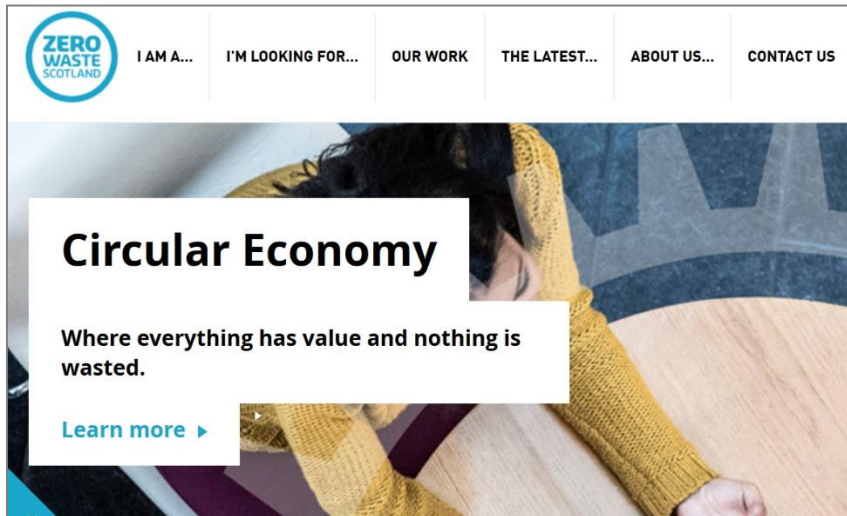 ZERO
WASTE
SCOTLAND
I AM A...
I'M LOOKING FOR...
OUR WORK
THE LATEST...
ABOUT US...
CONTACT US
Circular Economy
Where everything has value and nothing is
wasted.
Learn more